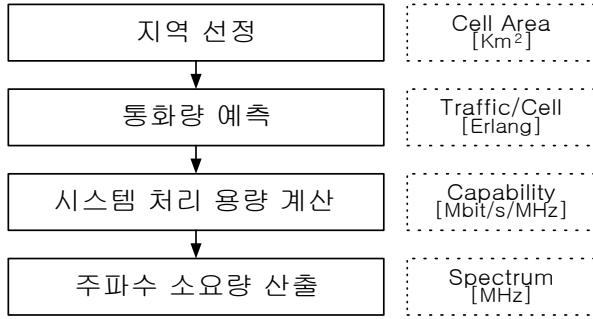 지역 선정
Cell Area
[Km²]
통화량 예측
Traffic/Cell
[Erlang]
시스템 처리 용량 계산
Capability
[Mbit/s/MHz]
주파수 소요량 산출
Spectrum
[MHz]